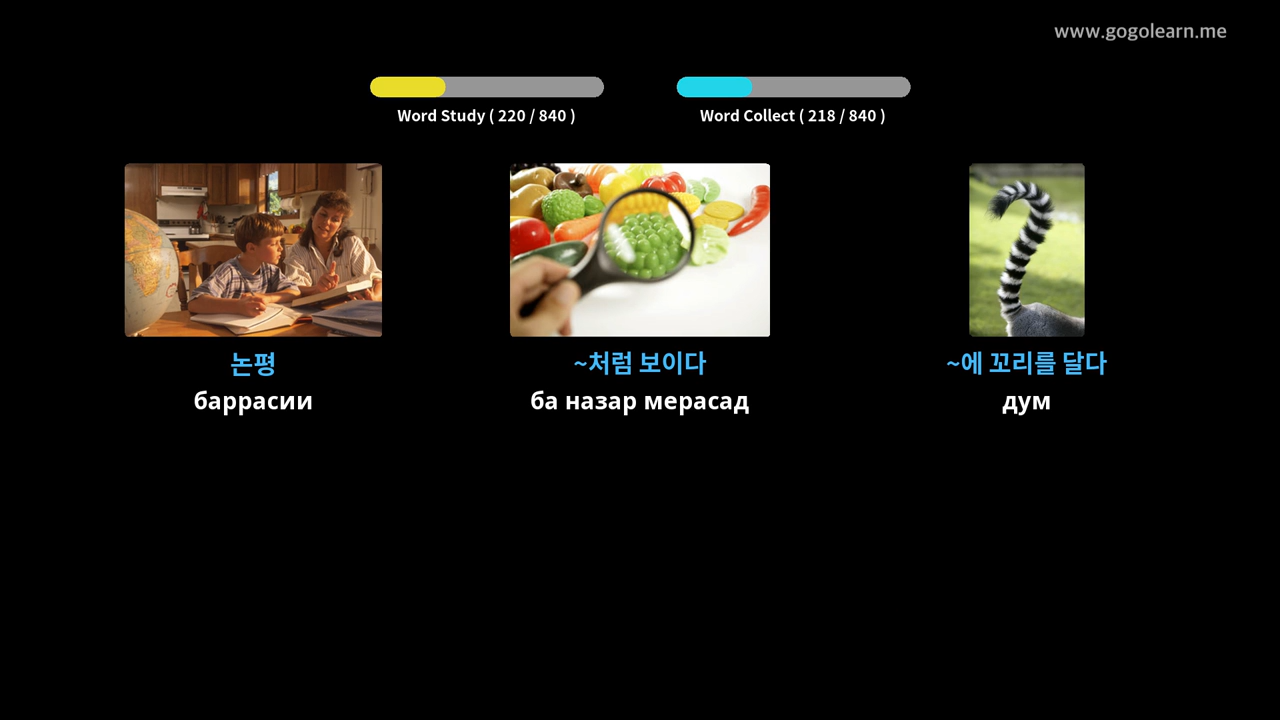 www.gogolearn.me
Word Study ( 220 / 840 )
Word Collect ( 218 / 840 )
논평
баррасии
~처럼 보이다
ба назар мерасад
~에 꼬리를 달다
дум